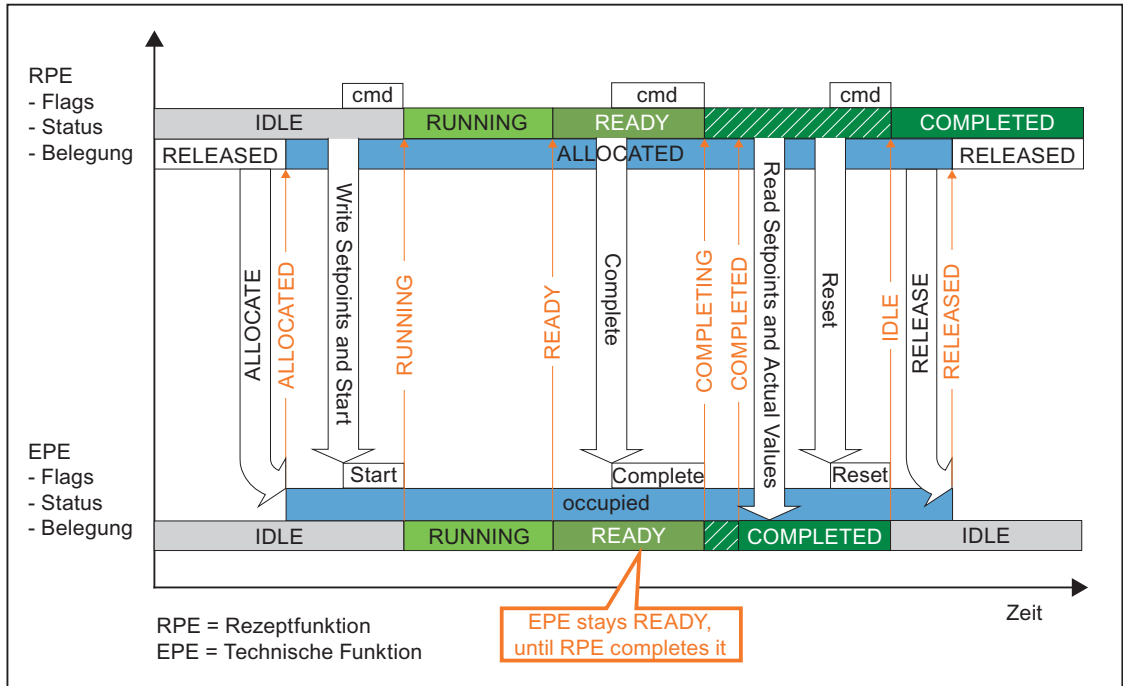 RPE
- Flags
- Status
- Belegung
cmd
cmd
cmd
IDLE
RUNNING
READY
COMPLETED
RELEASED
ALLOCATED
RELEASED
ALLOCATE
ALLOCATED
Write Setpoints and Start
RUNNING
READY
Complete
COMPLETING
COMPLETED
Read Setpoints and Actual Values
Reset
IDLE
RELEASE
RELEASED
EPE
- Flags
- Status
- Belegung
Start
Complete
Reset
occupied
IDLE
RUNNING
READY
COMPLETED
IDLE
EPE stays READY,
until RPE completes it
Zeit
RPE = Rezeptfunktion
EPE = Technische Funktion